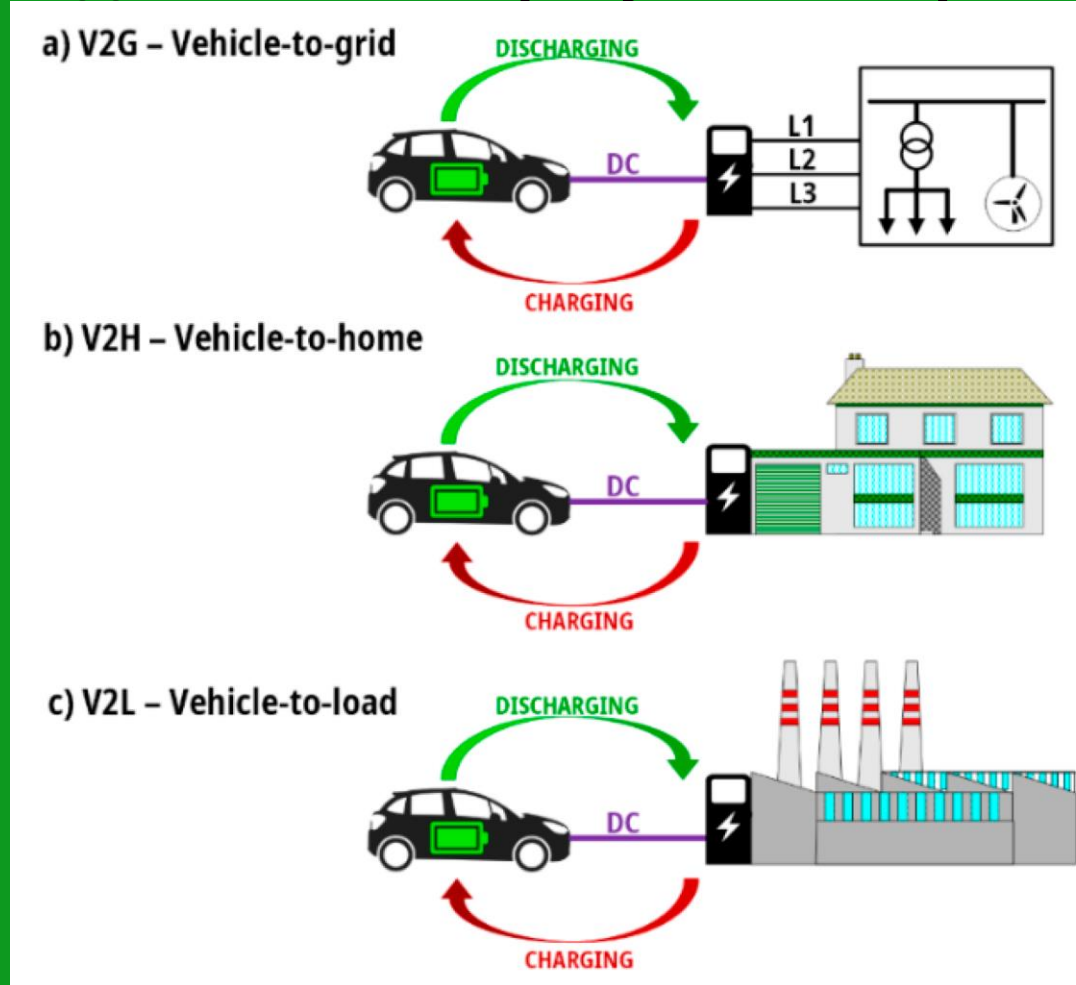 a) V2G – Vehicle-to-grid
DISCHARGING
DC
L1
L2
L3
CHARGING
b) V2H – Vehicle-to-home
DISCHARGING
DC
CHARGING
c) V2L – Vehicle-to-load
DISCHARGING
DC
CHARGING